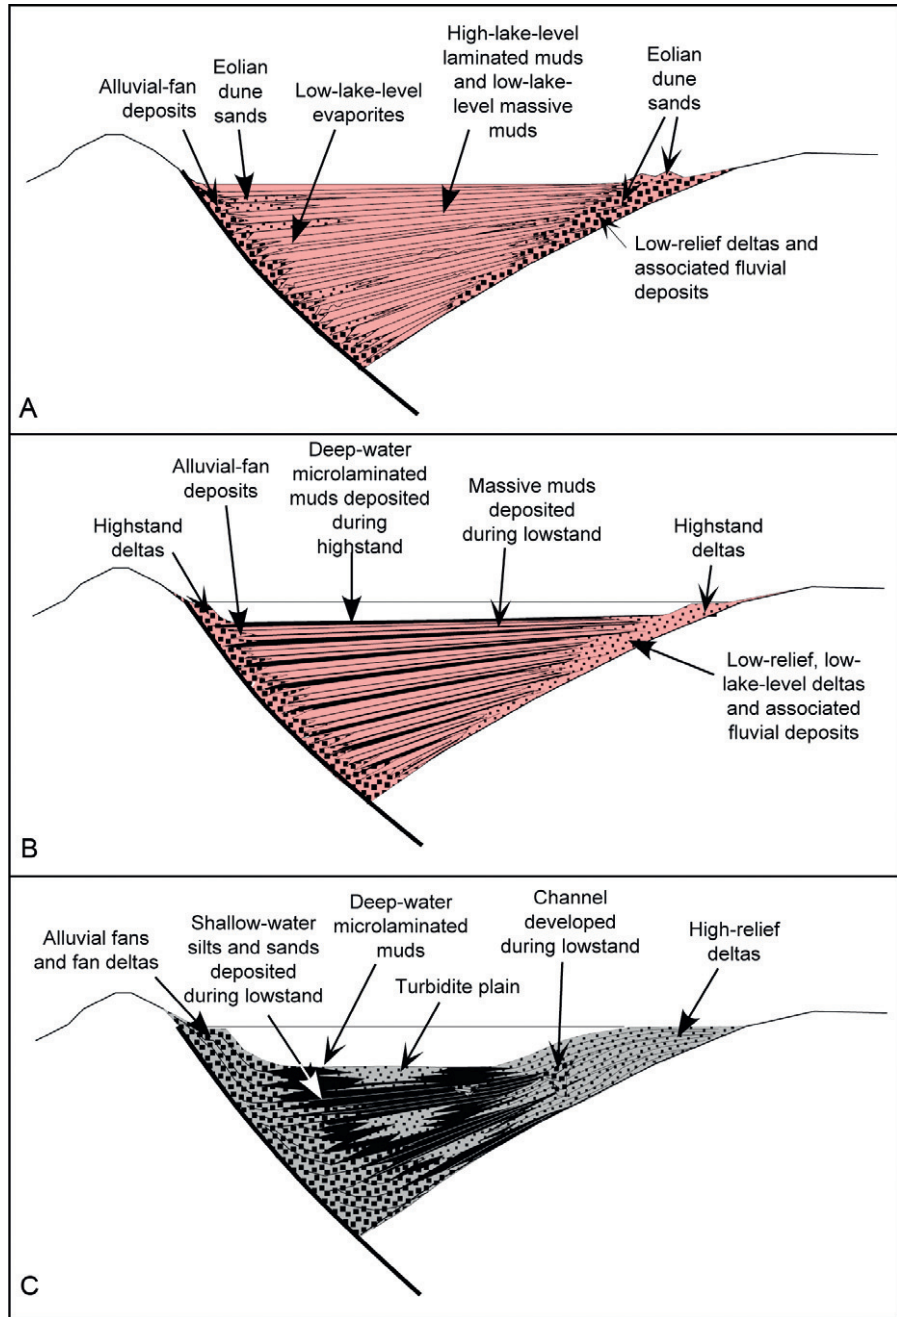 Alluvial-fan
deposits
Eolian
dune
sands
Low-lake-level
evaporites
High-lake-level
laminated muds
and low-lake-
level massive
muds
Eolian
dune
sands
Low-relief deltas and
associated fluvial
deposits
A
Highstand
deltas
Alluvial-fan
deposits
Deep-water
microlaminated
muds deposited
during
highstand
Massive muds
deposited
during lowstand
Highstand
deltas
Low-relief, low-
lake-level deltas
and associated
fluvial deposits
B
Alluvial fans
and fan deltas
Shallow-water
silts and sands
deposited
during lowstand
Deep-water
microlaminated
muds
Turbidite plain
Channel
developed
during lowstand
High-relief
deltas
C